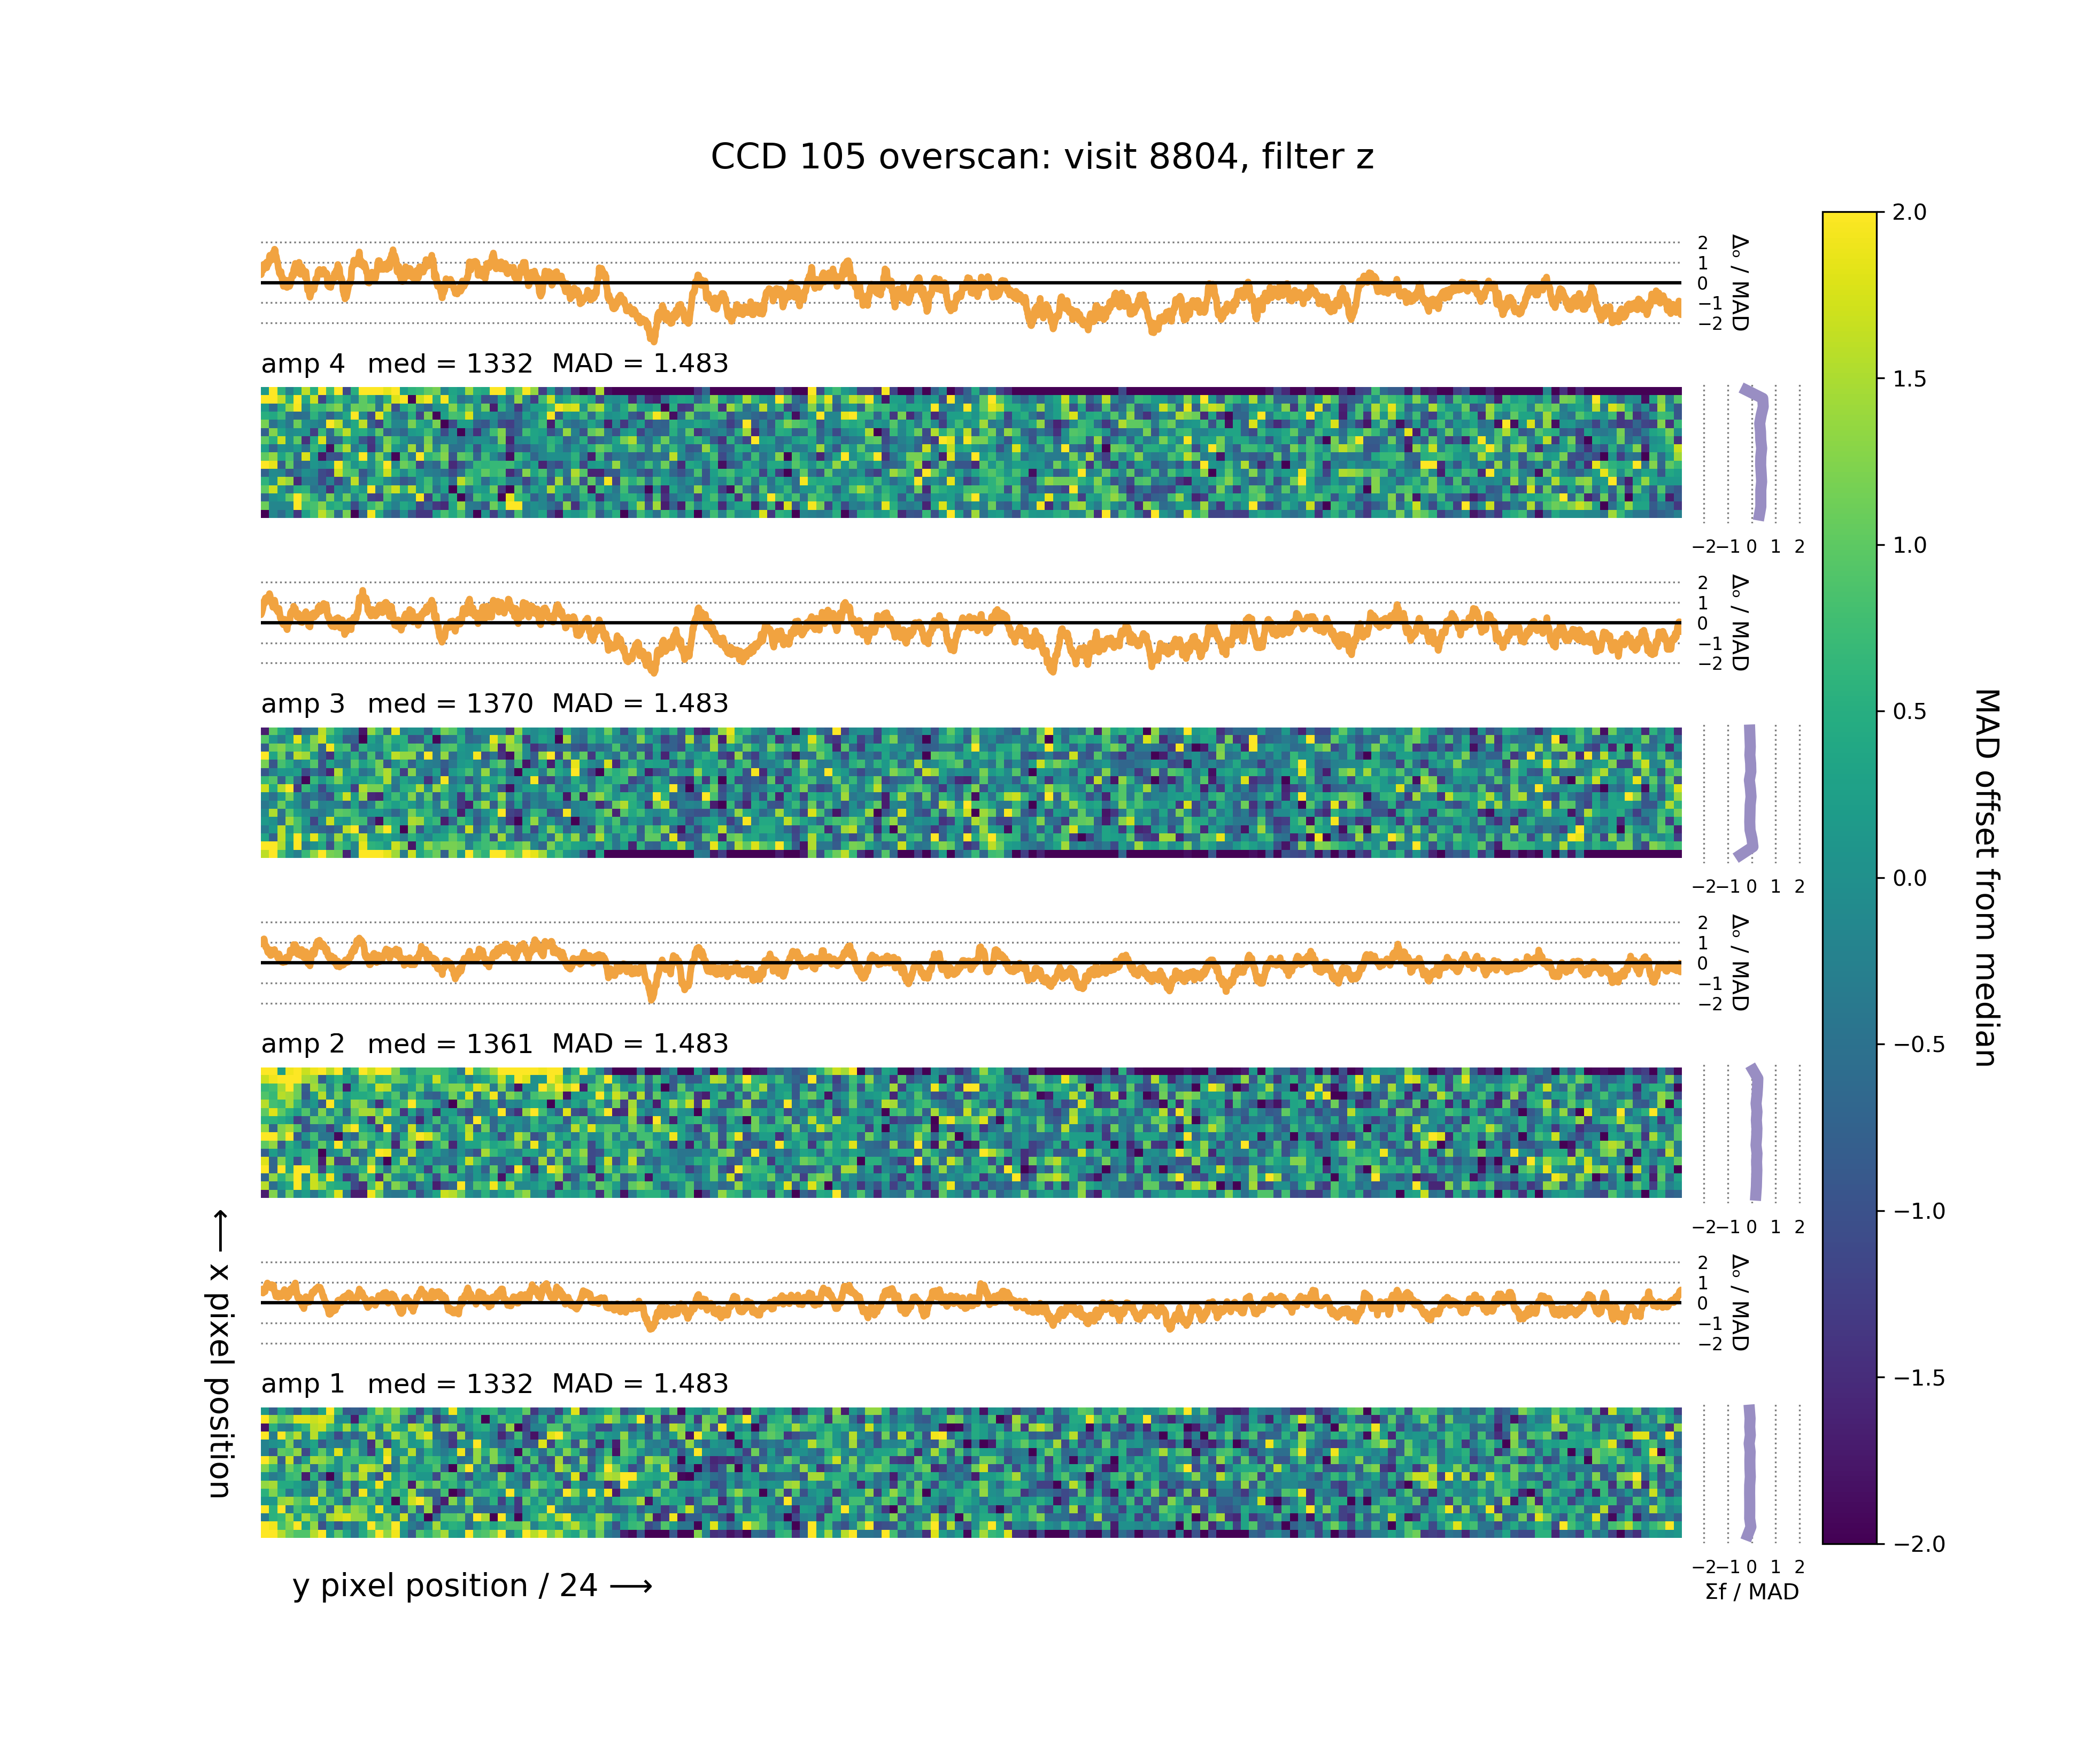 CCD 105 overscan: visit 8804, filter z
2
1
0
−1
−2
Δₒ / MAD
amp 4 med = 1332 MAD = 1.483
−2 −1 0 1 2
2
1
0
−1
−2
Δₒ / MAD
amp 3 med = 1370 MAD = 1.483
−2 −1 0 1 2
2
1
0
−1
−2
Δₒ / MAD
amp 2 med = 1361 MAD = 1.483
−2 −1 0 1 2
2
1
0
−1
−2
Δₒ / MAD
amp 1 med = 1332 MAD = 1.483
−2 −1 0 1 2
Σf / MAD
⟵ x pixel position
y pixel position / 24 ⟶
2.0
1.5
1.0
0.5
0.0
−0.5
−1.0
−1.5
−2.0
MAD offset from median